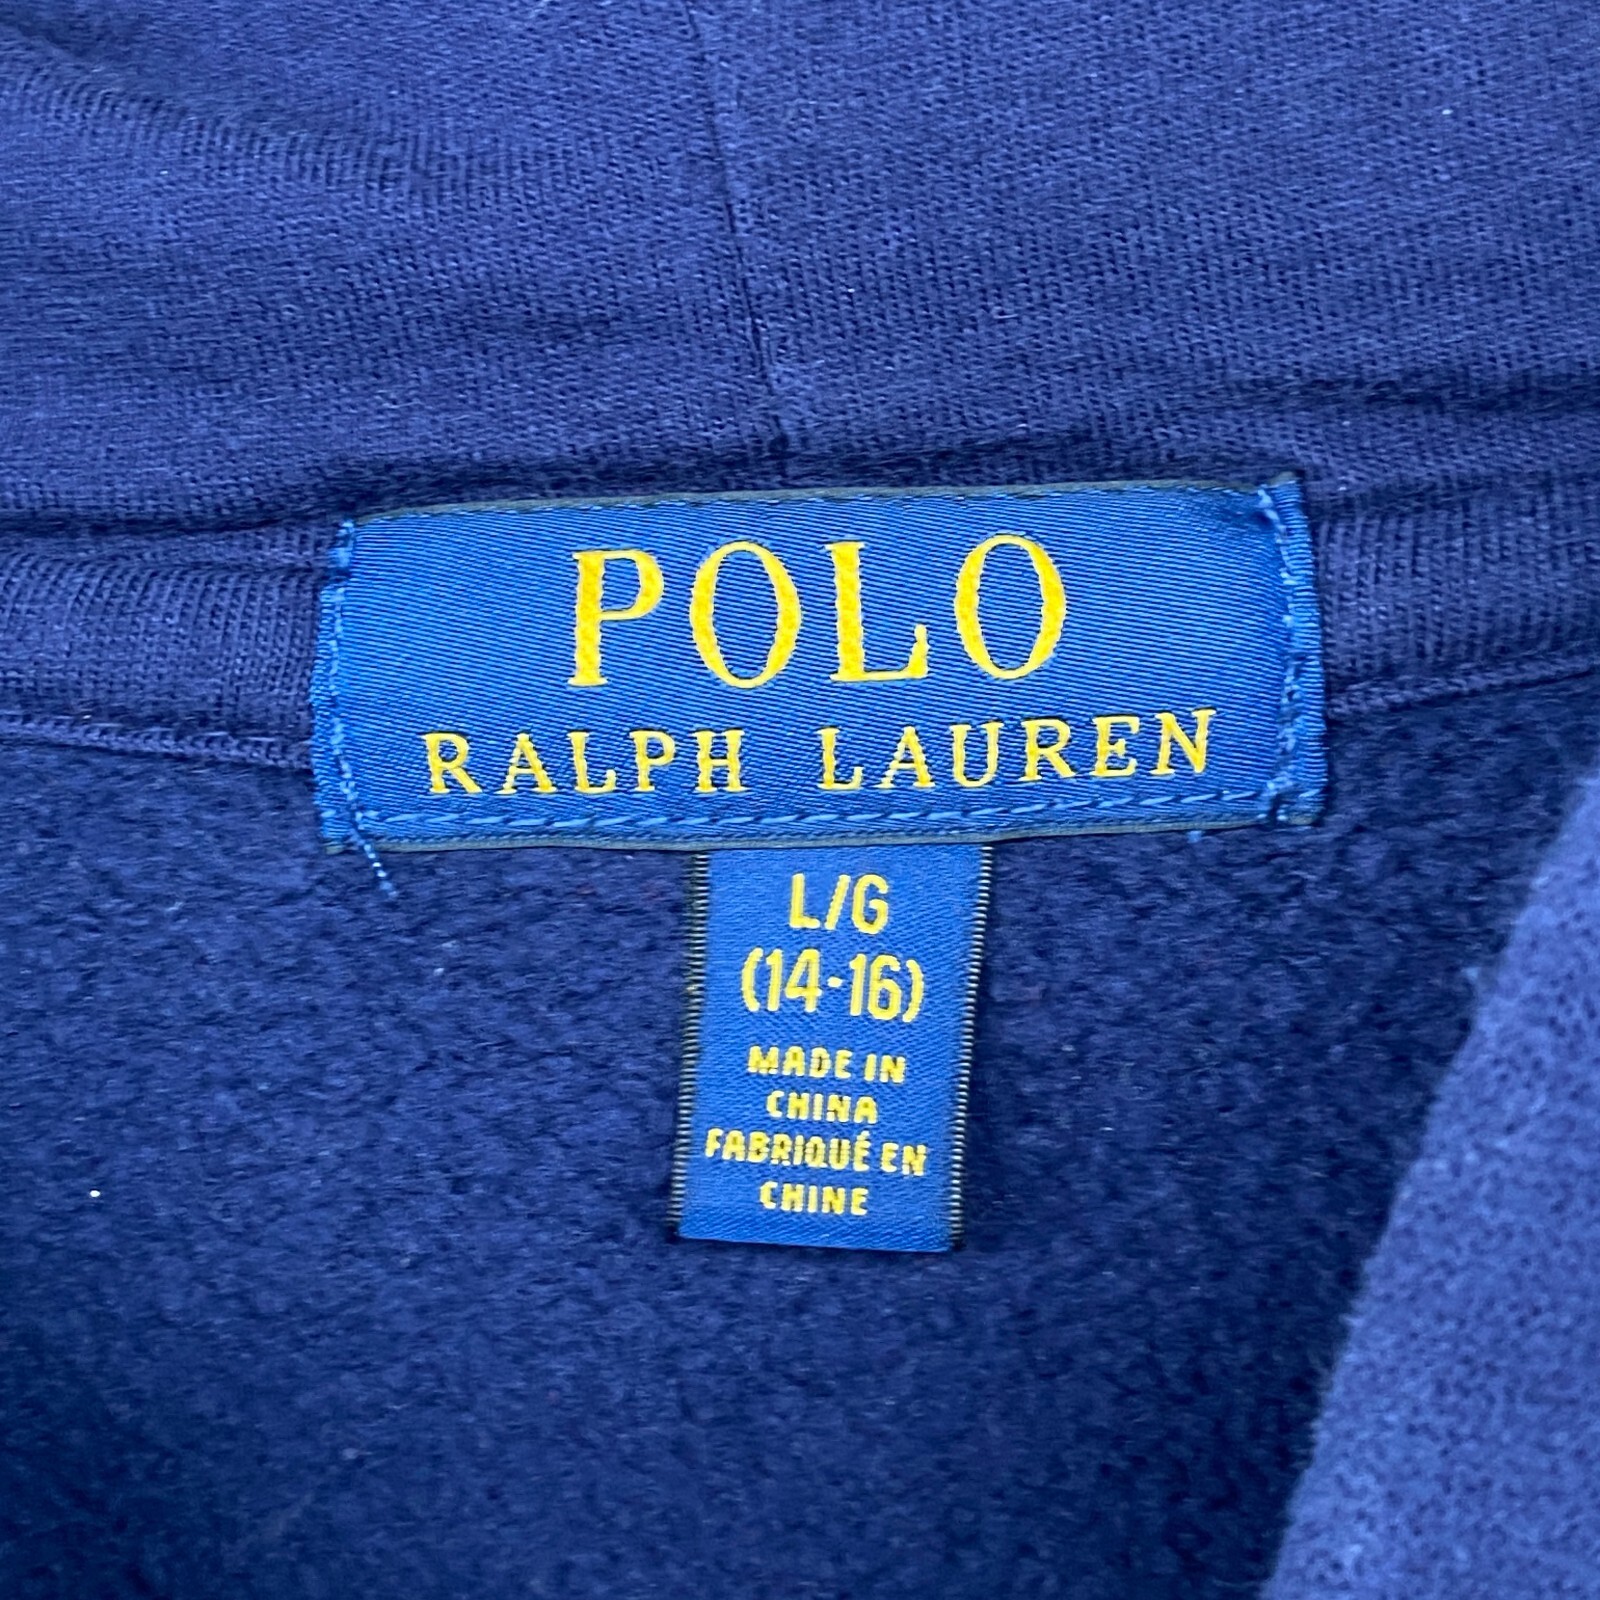 POLO
RALPH LAUREN
L/G
(14-16)
MADE IN
CHINA
FABRIQUÉ EN
CHINE